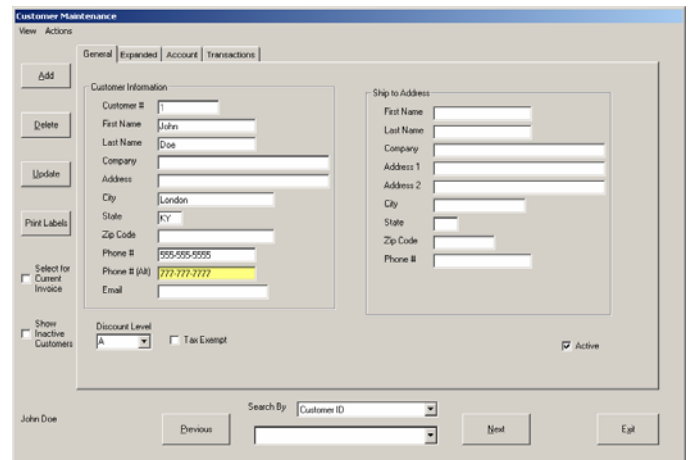 Customer Maintenance
View Actions
General Expanded Account Transactions
Add
Delete
Update
Print Labels
Select for
Current
Invoice
Show
Inactive
Customers
Customer Information
Customer # 1
First Name John
Last Name Doe
Company
Address
City London
State KY
Zip Code
Phone # 555-555-5555
Phone # (Alt) 777-777-7777
Email
Ship to Address
First Name
Last Name
Company
Address 1
Address 2
City
State
Zip Code
Phone #
Discount Level
A
Tax Exempt
Active
John Doe
Previous
Search By Customer ID
Next
Exit